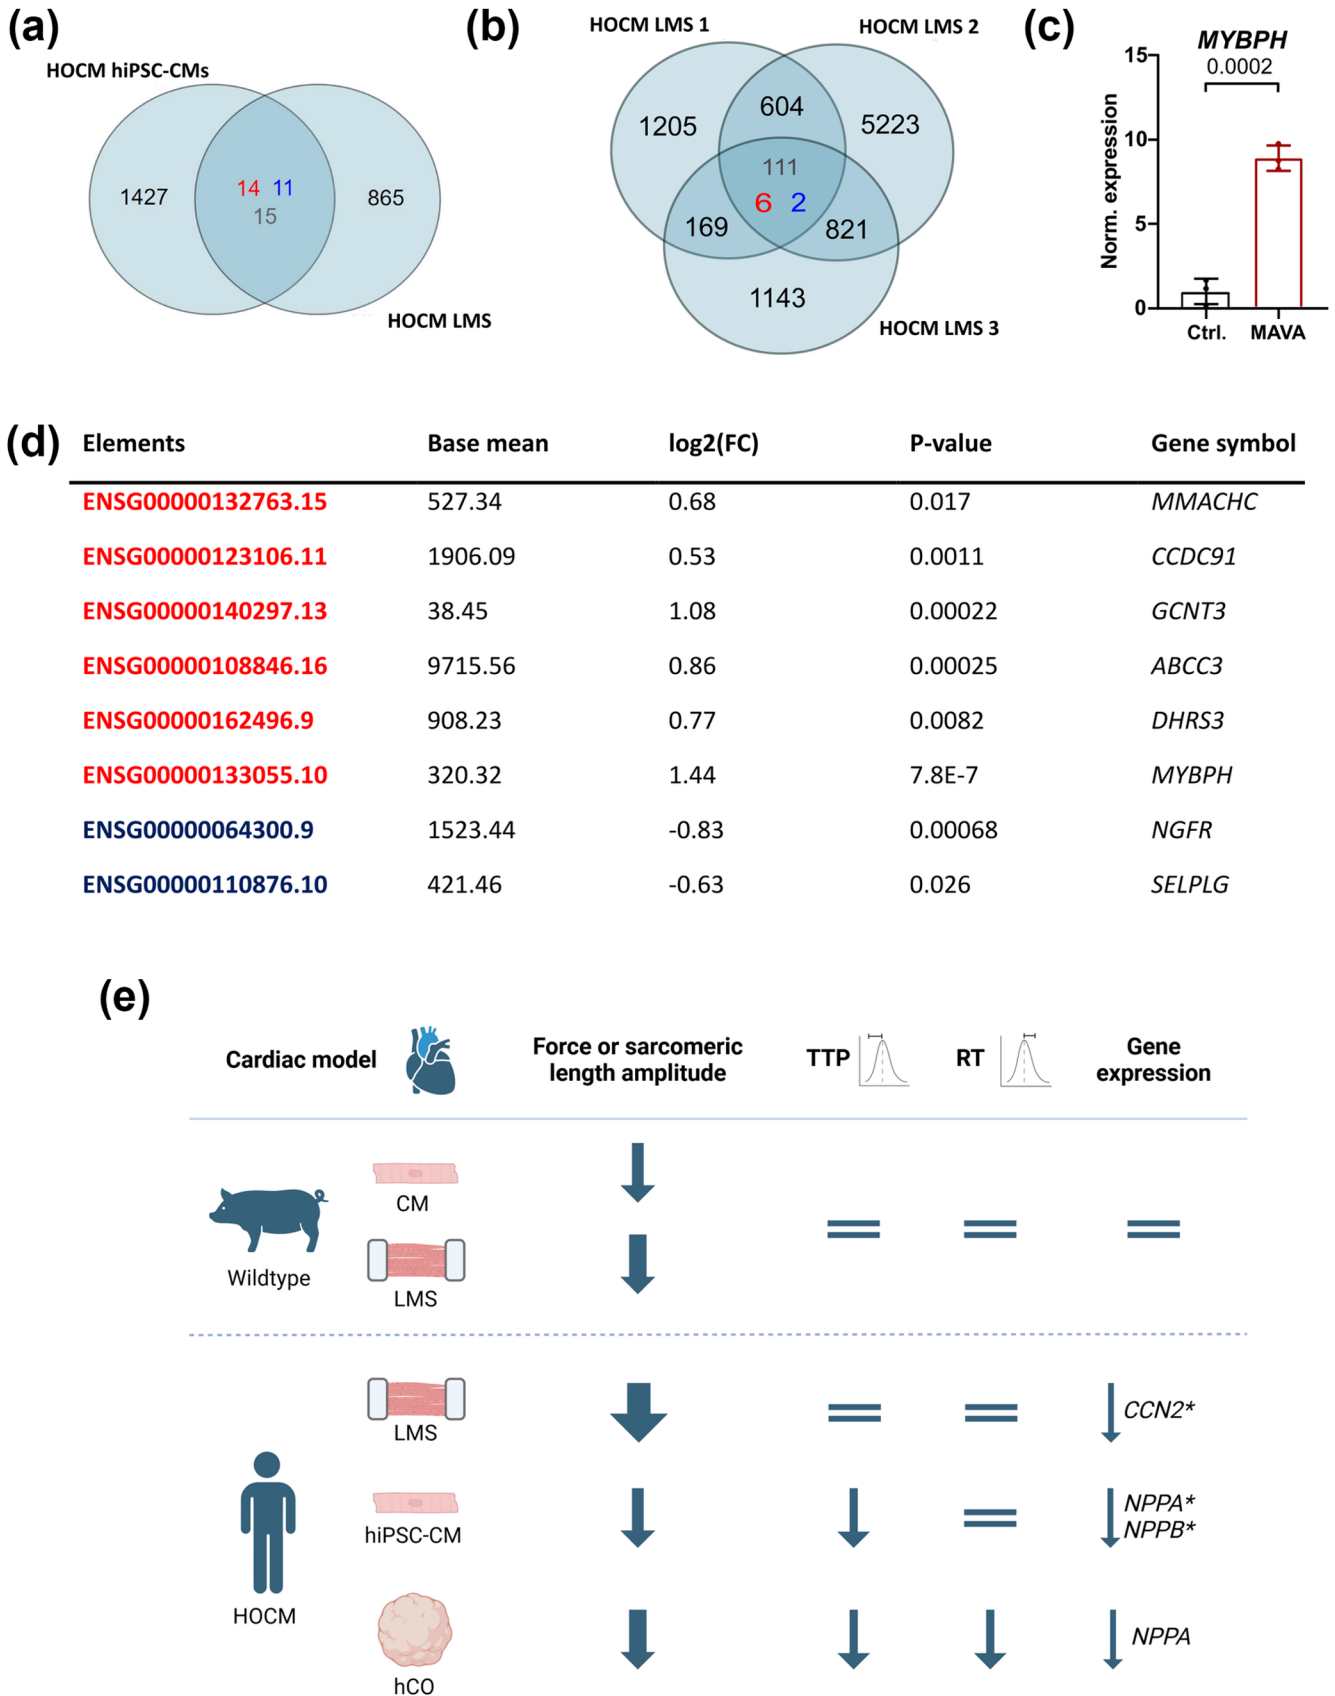 (a)
HOCM hiPSC-CMs
1427
14 11
15
865
HOCM LMS
(b)
HOCM LMS 1
HOCM LMS 2
1205
604
5223
111
6 2
169
821
1143
HOCM LMS 3
(c)
MYBPH
0.0002
Norm. expression
15
10
5
0
Ctrl. MAVA
(d)
Elements Base mean log2(FC) P-value Gene symbol
ENSG00000132763.15 527.34 0.68 0.017 MMACHC
ENSG00000123106.11 1906.09 0.53 0.0011 CCDC91
ENSG00000140297.13 38.45 1.08 0.00022 GCNT3
ENSG00000108846.16 9715.56 0.86 0.00025 ABCC3
ENSG00000162496.9 908.23 0.77 0.0082 DHRS3
ENSG00000133055.10 320.32 1.44 7.8E-7 MYBPH
ENSG00000064300.9 1523.44 -0.83 0.00068 NGFR
ENSG00000110876.10 421.46 -0.63 0.026 SELPLG
(e)
Cardiac model
Force or sarcomeric
length amplitude
TTP
RT
Gene
expression
Wildtype
CM
LMS
HOCM
LMS
CCN2*
hiPSC-CM
NPPA*
NPPB*
hCO
NPPA